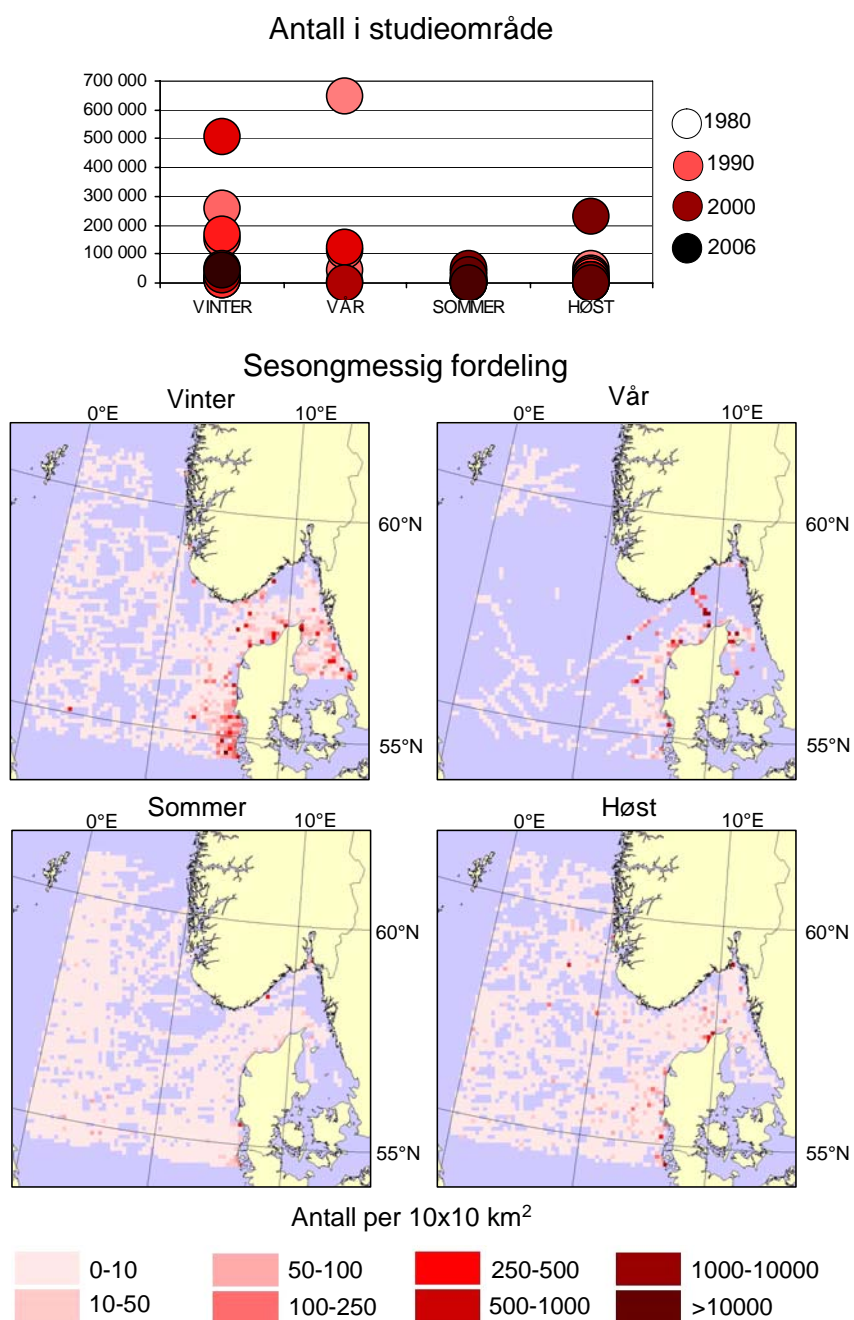 Antall i studieområde
700 000
600 000
500 000
400 000
300 000
200 000
100 000
0
VINTER VÅR SOMMER HØST
1980
1990
2000
2006
Sesongmessig fordeling
Vinter Vår
0°E 10°E 0°E 10°E
60°N 60°N
55°N 55°N
Sommer Høst
0°E 10°E 0°E 10°E
60°N 60°N
55°N 55°N
Antall per 10x10 km²
0-10 50-100 250-500 1000-10000
10-50 100-250 500-1000 >10000